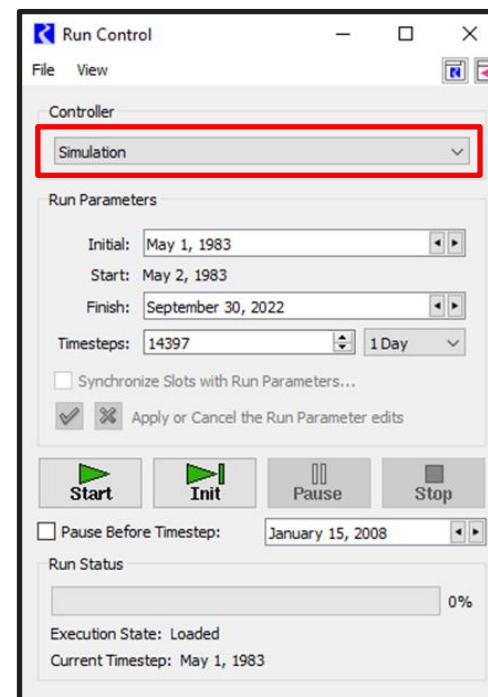 Run Control
File View
Controller
Simulation
Run Parameters
Initial: May 1, 1983
Start: May 2, 1983
Finish: September 30, 2022
Timesteps: 14397 1 Day
Synchronize Slots with Run Parameters...
Apply or Cancel the Run Parameter edits
Start Init Pause Stop
Pause Before Timestep: January 15, 2008
Run Status
0%
Execution State: Loaded
Current Timestep: May 1, 1983